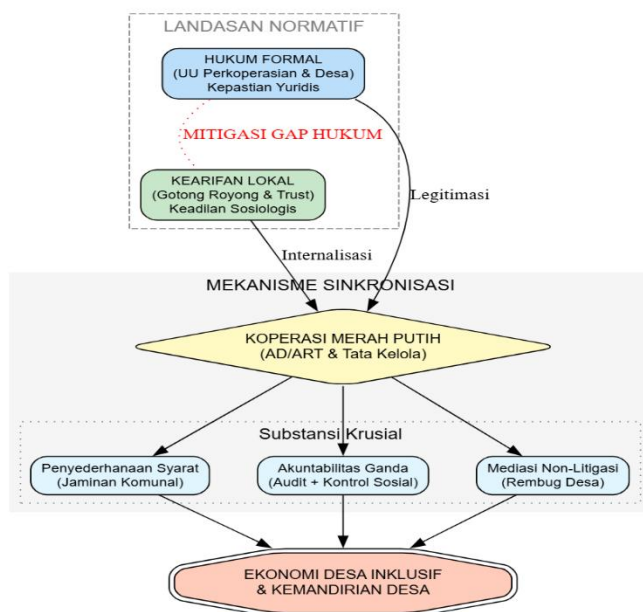 LANDASAN NORMATIF
HUKUM FORMAL
(UU Perkoperasian & Desa)
Kepastian Yuridis
MITIGASI GAP HUKUM
KEARIFAN LOKAL
(Gotong Royong & Trust)
Keadilan Sosiologis
Legitimasi
Internalisasi
MEKANISME SINKRONISASI
KOPERASI MERAH PUTIH
(AD/ART & Tata Kelola)
Substansi Krusial
Penyederhanaan Syarat
(Jaminan Komunal)
Akuntabilitas Ganda
(Audit + Kontrol Sosial)
Mediasi Non-Litigasi
(Rembug Desa)
EKONOMI DESA INKLUSIF
& KEMANDIRIAN DESA